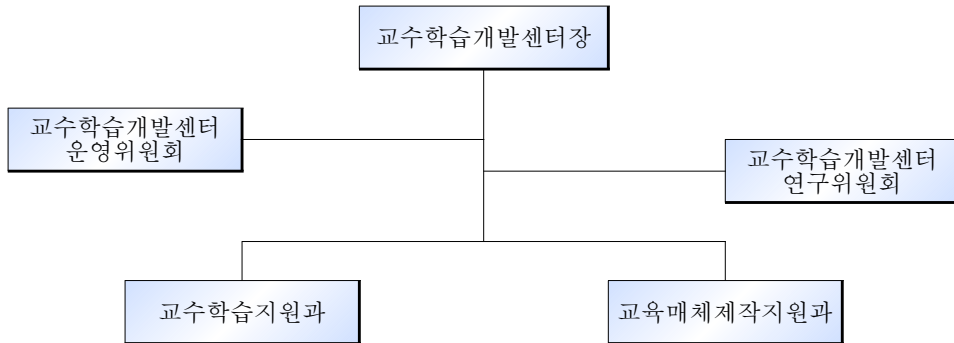 교수학습개발센터장
교수학습개발센터
운영위원회
교수학습개발센터
연구위원회
교수학습지원과
교육매체제작지원과